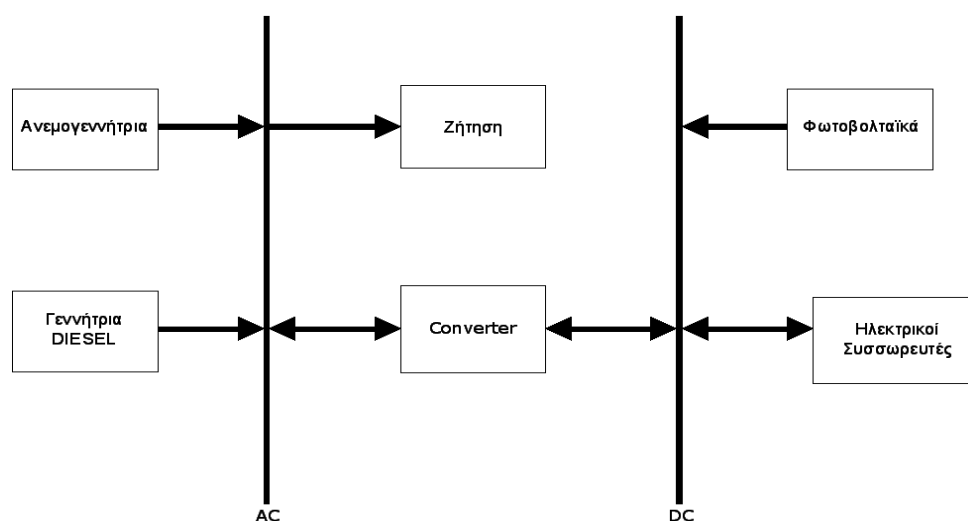 Ανεμογεννήτρια
Ζήτηση
Φωτοβολταϊκά
Γεννήτρια
DIESEL
Converter
Ηλεκτρικοί
Συσσωρευτές
AC
DC